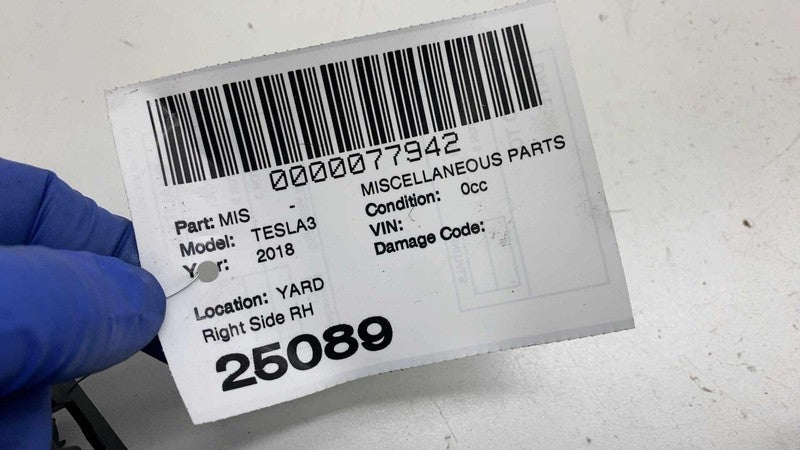 0000077942
MISCELLANEOUS PARTS
Part: MIS -
Condition: 0cc
Model: TESLA3
VIN:
Year: 2018
Damage Code:
Location: YARD
Right Side RH
25089